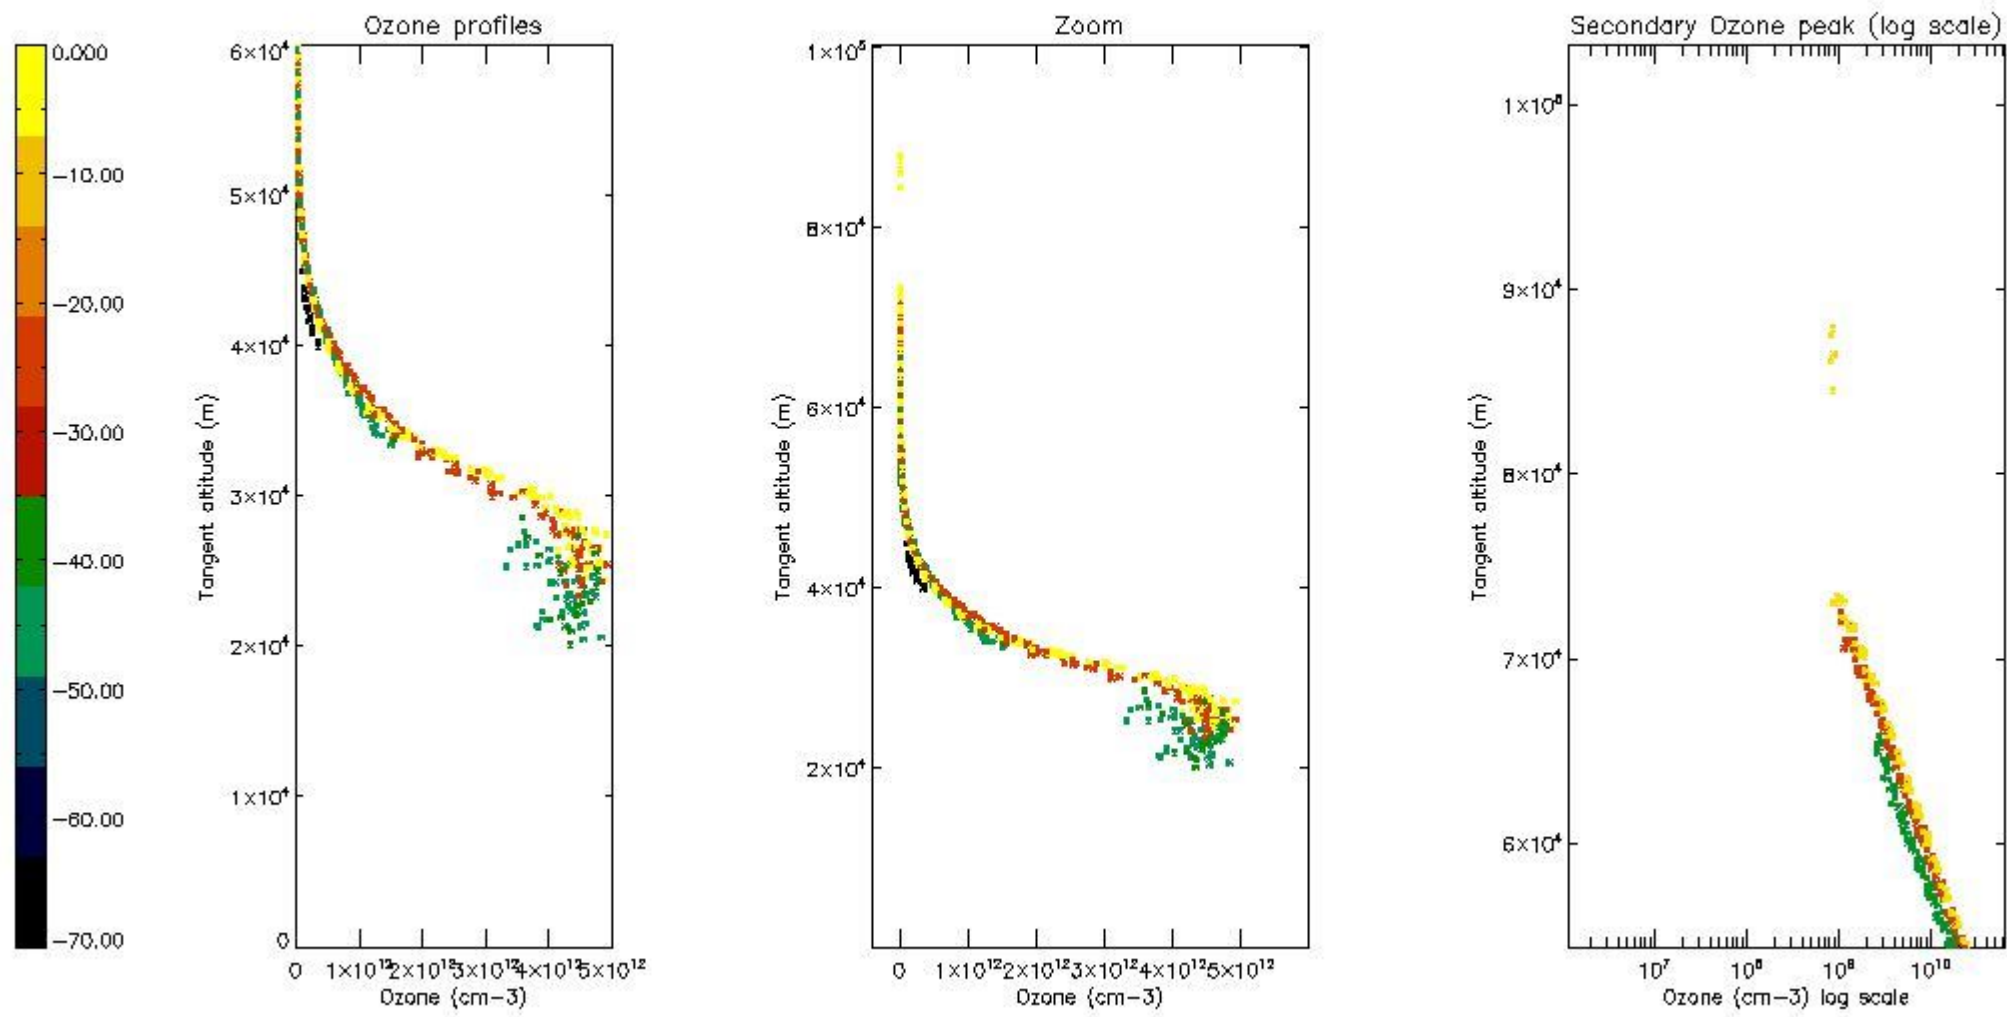 Ozone profiles
Zoom
Secondary Ozone peak (log scale)
0.000
-10.00
-20.00
-30.00
-40.00
-50.00
-60.00
-70.00
Tangent altitude (m)
6×10⁴
5×10⁴
4×10⁴
3×10⁴
2×10⁴
1×10⁴
0
0 1×10¹² 2×10¹² 3×10¹² 4×10¹² 5×10¹²
Ozone (cm-3)
Tangent altitude (m)
1×10⁵
8×10⁴
6×10⁴
4×10⁴
2×10⁴
0 1×10¹² 2×10¹² 3×10¹² 4×10¹² 5×10¹²
Ozone (cm-3)
Tangent altitude (m)
9×10⁴
8×10⁴
7×10⁴
6×10⁴
10⁷ 10¹⁰
Ozone (cm-3) log scale